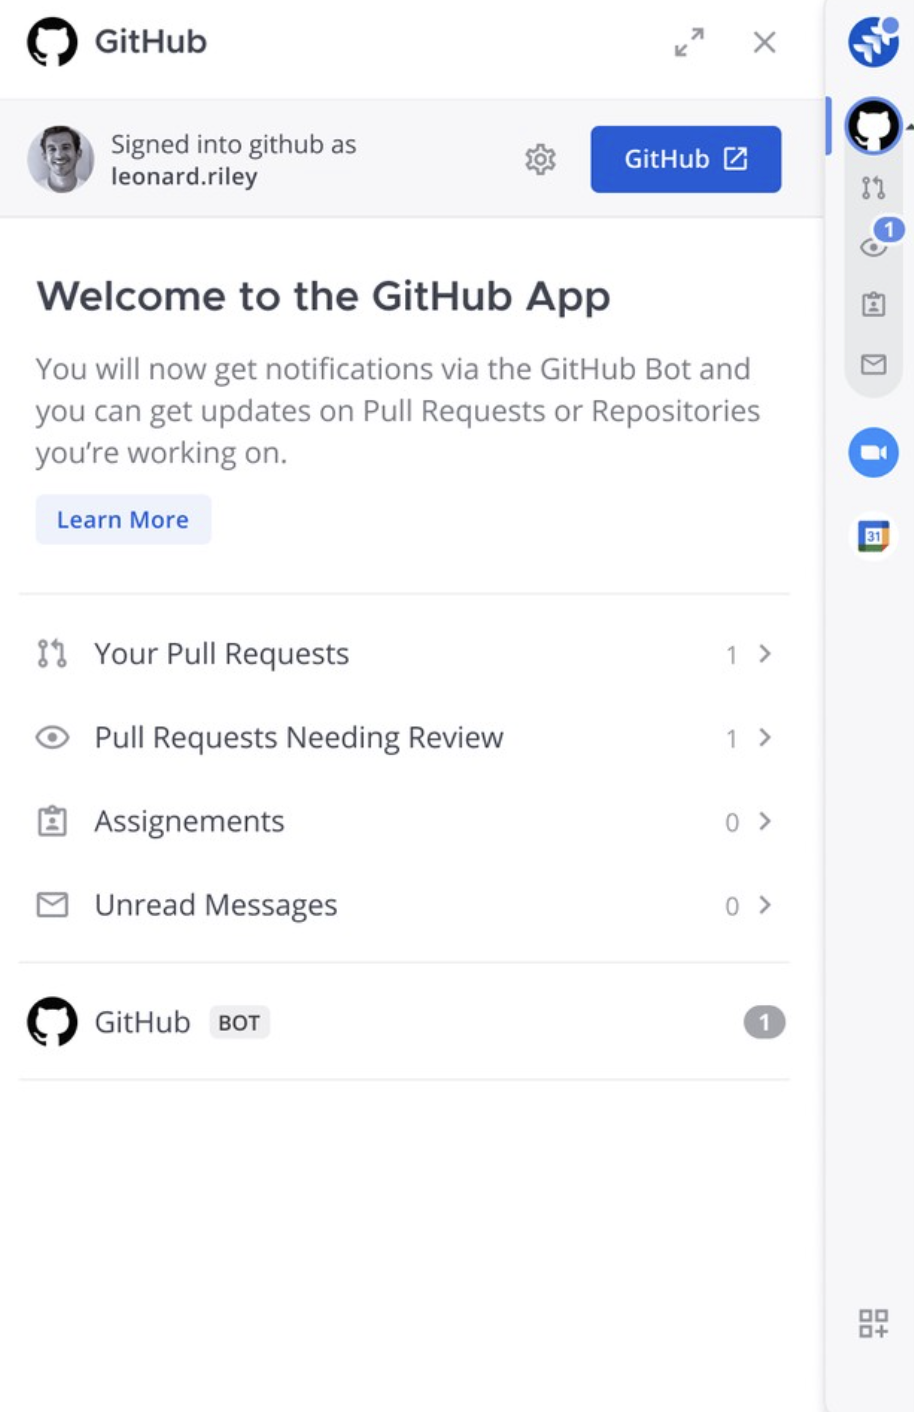 GitHub
Signed into github as
leonard.riley
GitHub
Welcome to the GitHub App
You will now get notifications via the GitHub Bot and
you can get updates on Pull Requests or Repositories
you're working on.
Learn More
Your Pull Requests 1
Pull Requests Needing Review 1
Assignements 0
Unread Messages 0
GitHub BOT 1
1
31